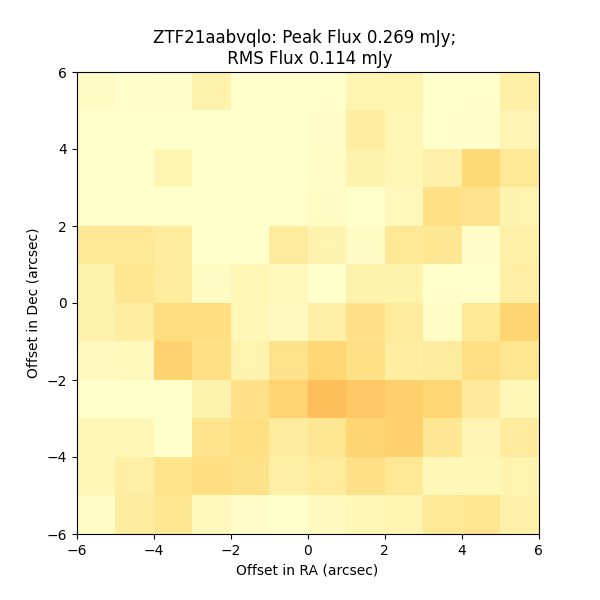 ZTF21aabvqlo: Peak Flux 0.269 mJy;
RMS Flux 0.114 mJy
6
4
2
0
−2
−4
−6
Offset in Dec (arcsec)
−6 −4 −2 0 2 4 6
Offset in RA (arcsec)